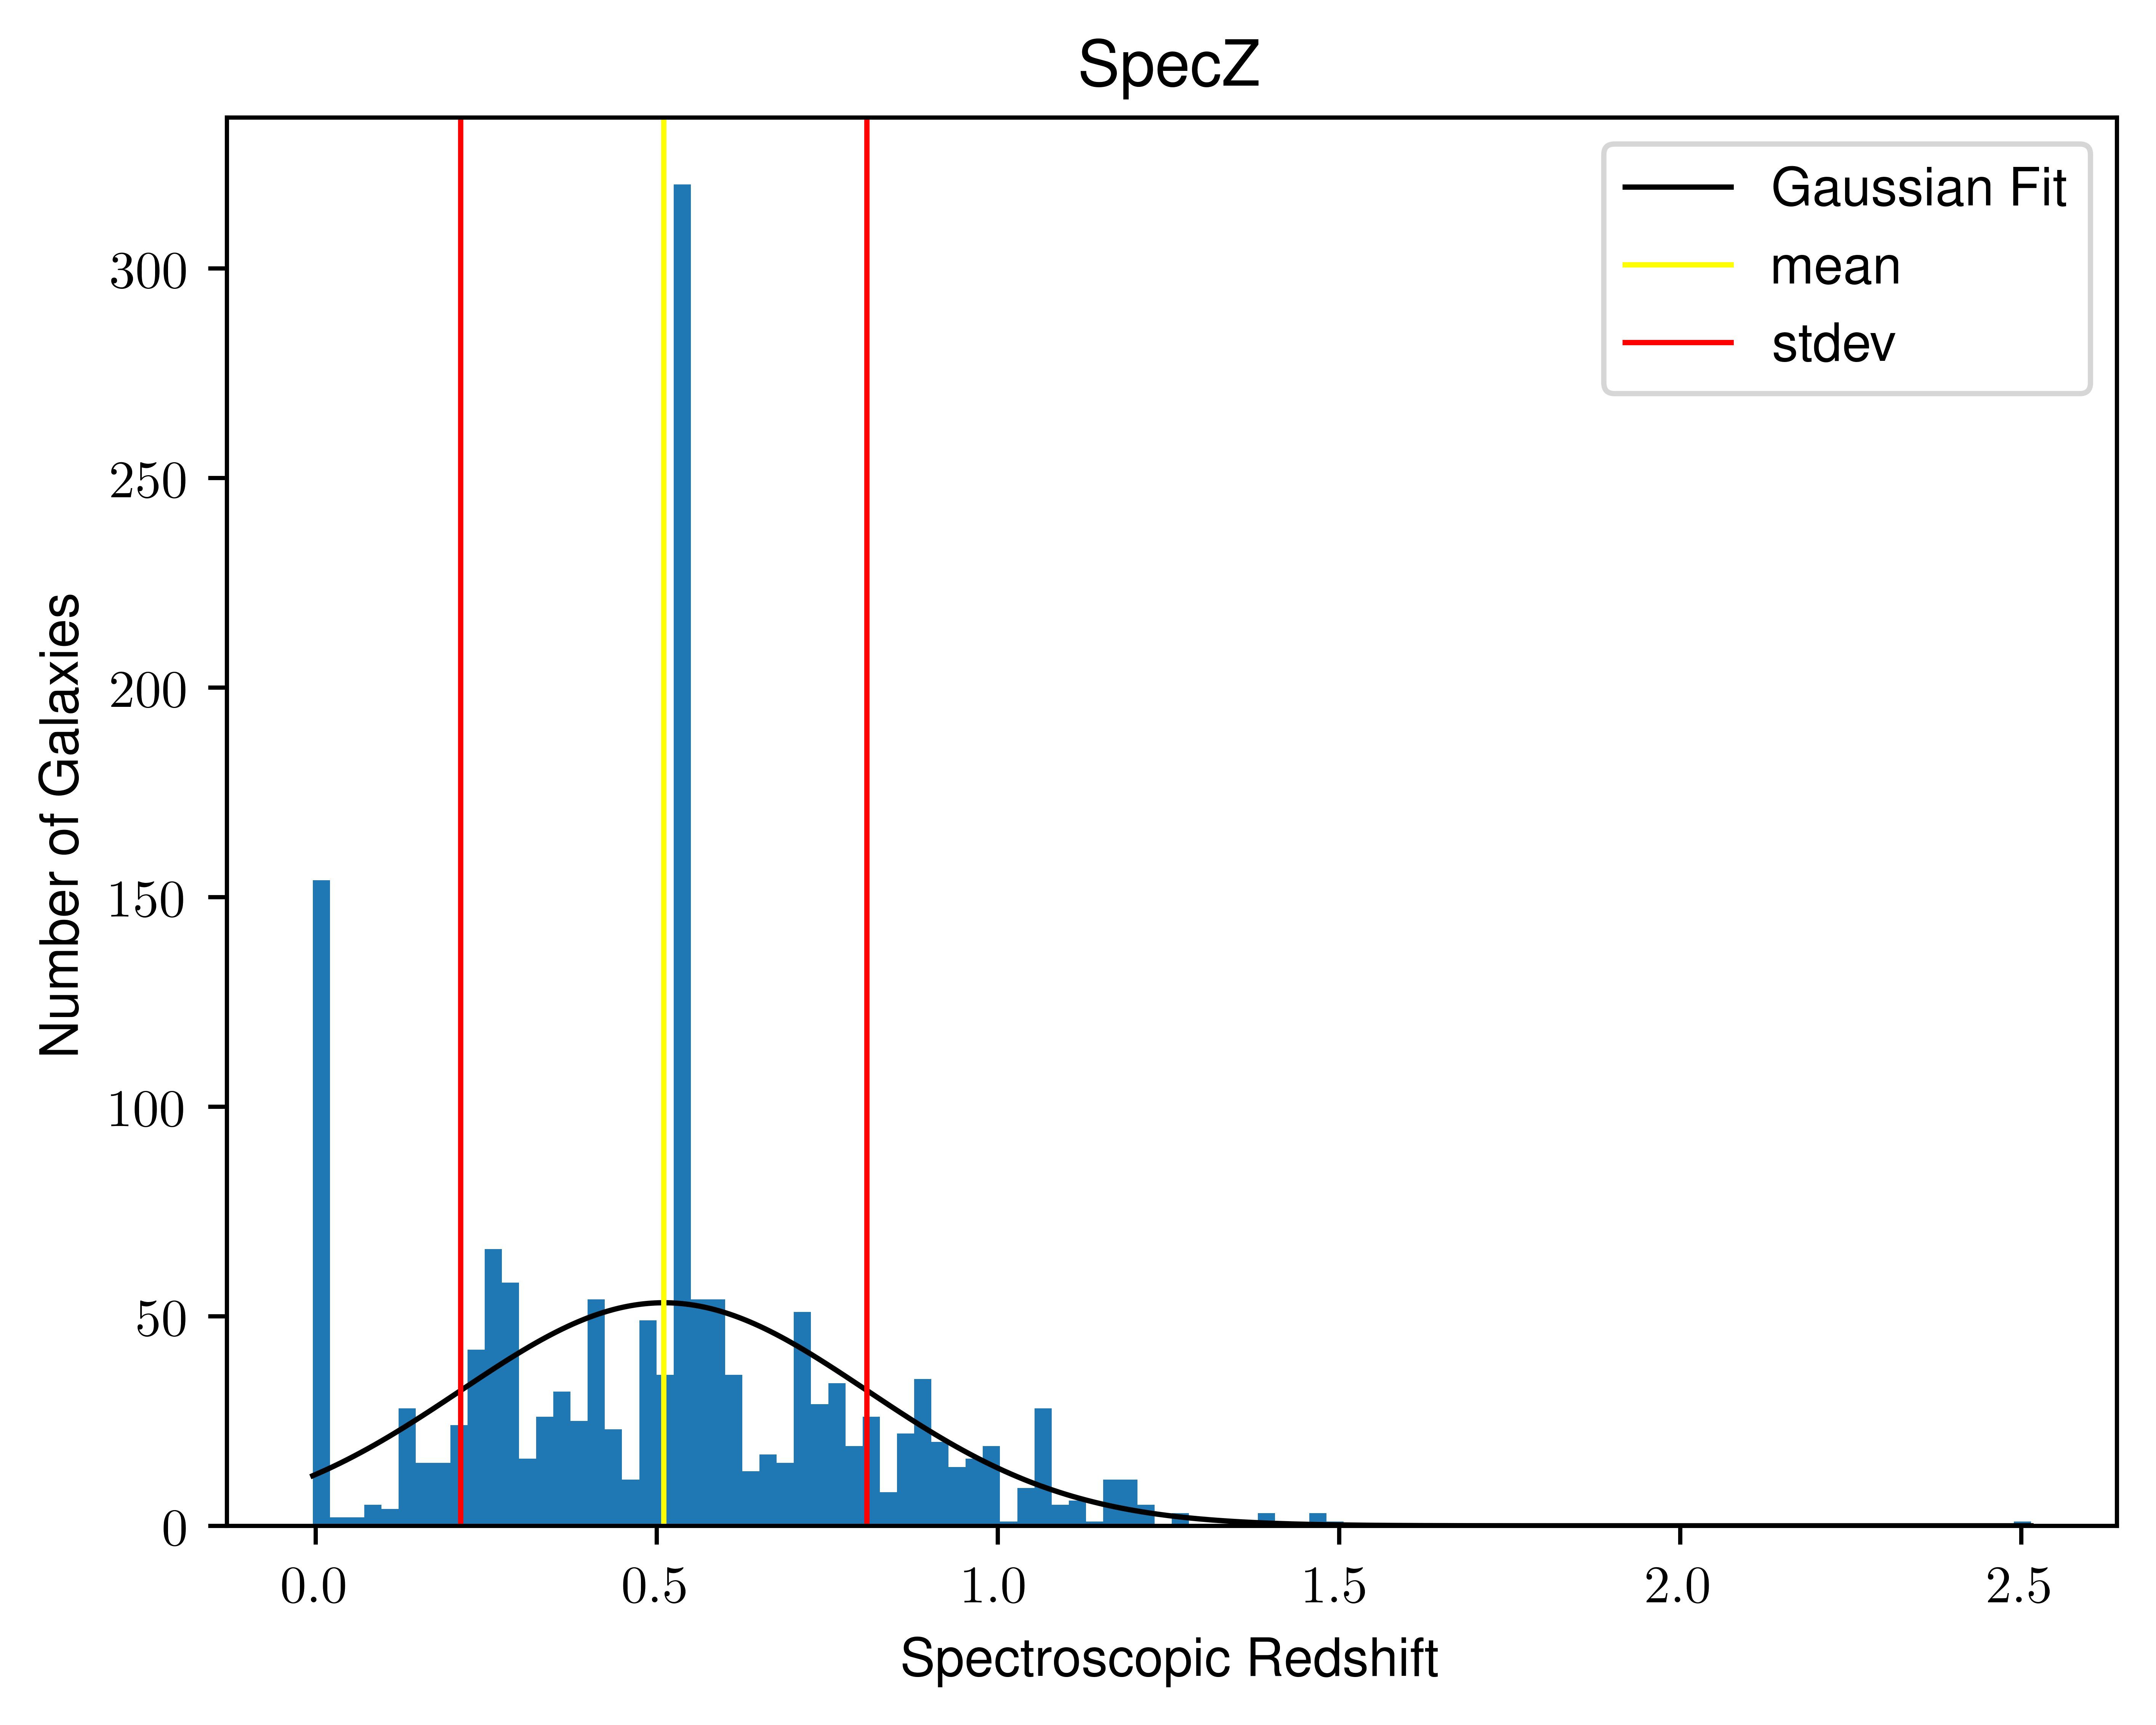 SpecZ
Gaussian Fit
mean
stdev
300
250
200
150
100
50
0
Number of Galaxies
0.0 0.5 1.0 1.5 2.0 2.5
Spectroscopic Redshift